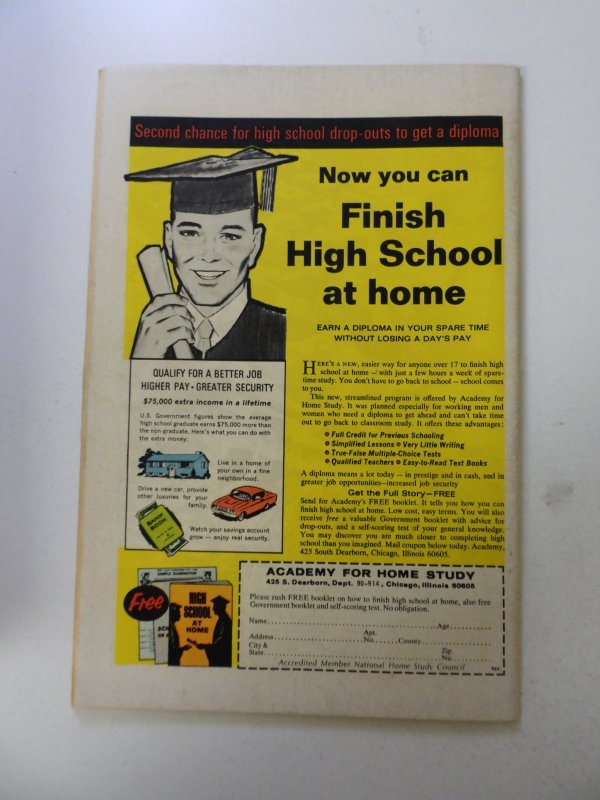 Second chance for high school drop-outs to get a diploma
Now you can
Finish
High School
at home
EARN A DIPLOMA IN YOUR SPARE TIME
WITHOUT LOSING A DAY'S PAY
HERE'S A NEW, easier way for anyone over 17 to finish high
school at home — with just a few hours a week of spare-
time study. You don't have to go back to school — school comes
to you.
This new, streamlined program is offered by Academy for
Home Study. It was planned especially for working men and
women who need a diploma to get ahead and can't take time
out to go back to classroom study. It offers these advantages:
• Full Credit for Previous Schooling
• Simplified Lessons • Very Little Writing
• True-False Multiple-Choice Tests
• Qualified Teachers • Easy-to-Read Text Books
A diploma means a lot today — in prestige and in cash, and in
greater job opportunities—increased job security
Get the Full Story—FREE
Send for Academy's FREE booklet. It tells you how you can
finish high school at home. Low cost, easy terms. You will also
receive free a valuable Government booklet with advice for
drop-outs, and a self-scoring test of your general knowledge.
You may discover you are much closer to completing high
school than you imagined. Mail coupon below today. Academy,
425 South Dearborn, Chicago, Illinois 60605.
QUALIFY FOR A BETTER JOB
HIGHER PAY • GREATER SECURITY
$75,000 extra income in a lifetime
U.S. Government figures show the average
high school graduate earns $75,000 more than
the non-graduate. Here's what you can do with
the extra money:
Live in a home of
your own in a fine
neighborhood.
Drive a new car, provide
other luxuries for your
family.
BANK
BOOK
Watch your savings account
grow — enjoy real security.
Free
SAMPLE EXAMINATION
HIGH
SCHOOL
AT
HOME
ACADEMY FOR HOME STUDY
425 S. Dearborn, Dept. 90-914, Chicago, Illinois 60605
Please rush FREE booklet on how to finish high school at home, also free
Government booklet and self-scoring test. No obligation.
Name Age
Address Apt. No. County
City &
State Zip No.
Accredited Member National Home Study Council